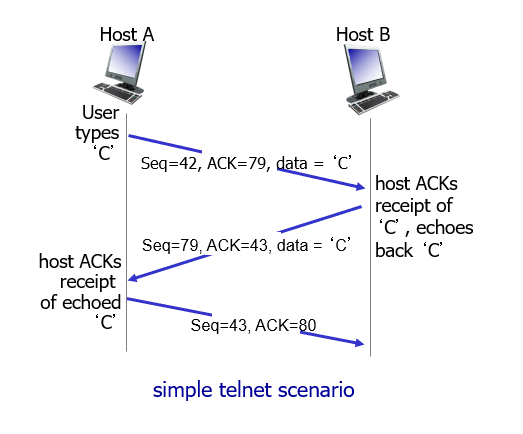 Host A
Host B
User
types
‘C’
Seq=42, ACK=79, data = ‘C’
host ACKs
receipt of
‘C’, echoes
back ‘C’
Seq=79, ACK=43, data = ‘C’
host ACKs
receipt
of echoed
‘C’
Seq=43, ACK=80
simple telnet scenario